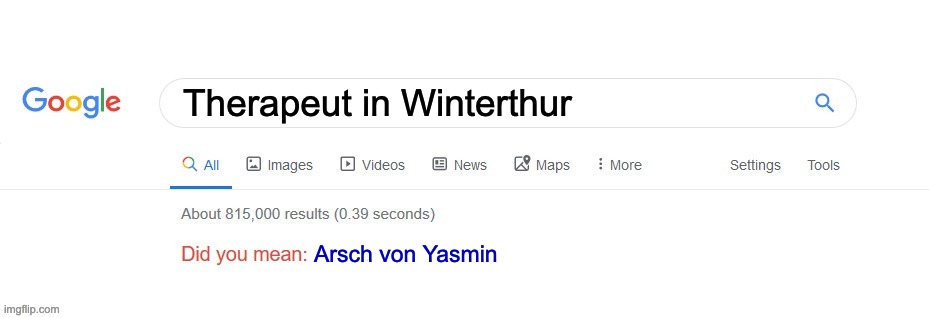 Google
Therapeut in Winterthur
All Images Videos News Maps More Settings Tools
About 815,000 results (0.39 seconds)
Did you mean: Arsch von Yasmin
imgflip.com